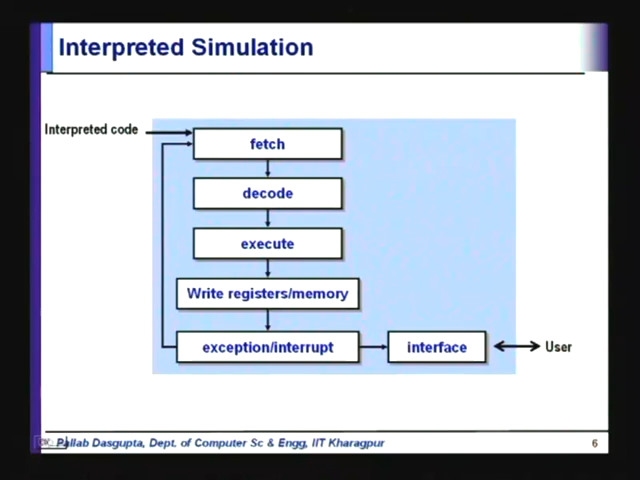 Interpreted Simulation
Interpreted code
fetch
decode
execute
Write registers/memory
exception/interrupt
interface
User
Pallab Dasgupta, Dept. of Computer Sc & Engg, IIT Kharagpur
6